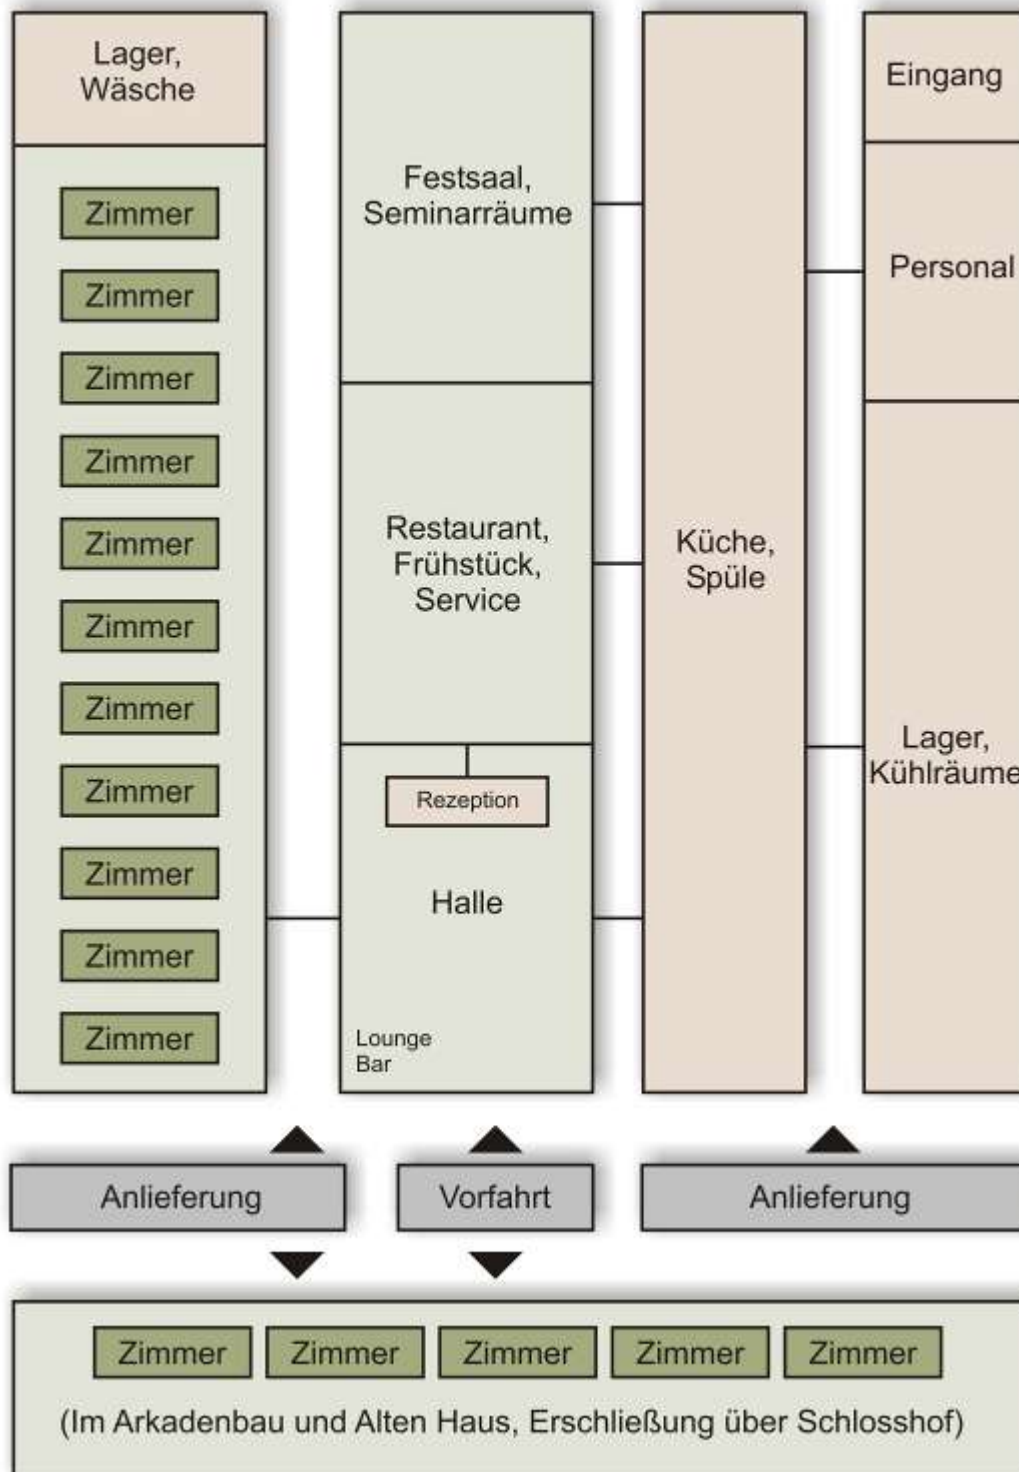 Lager,
Wäsche
Zimmer
Zimmer
Zimmer
Zimmer
Zimmer
Zimmer
Zimmer
Zimmer
Zimmer
Zimmer
Zimmer
Festsaal,
Seminarräume
Restaurant,
Frühstück,
Service
Rezeption
Halle
Lounge
Bar
Küche,
Spüle
Eingang
Personal
Lager,
Kühlräume
Anlieferung
Vorfahrt
Anlieferung
Zimmer
Zimmer
Zimmer
Zimmer
Zimmer
(Im Arkadenbau und Alten Haus, Erschließung über Schlosshof)